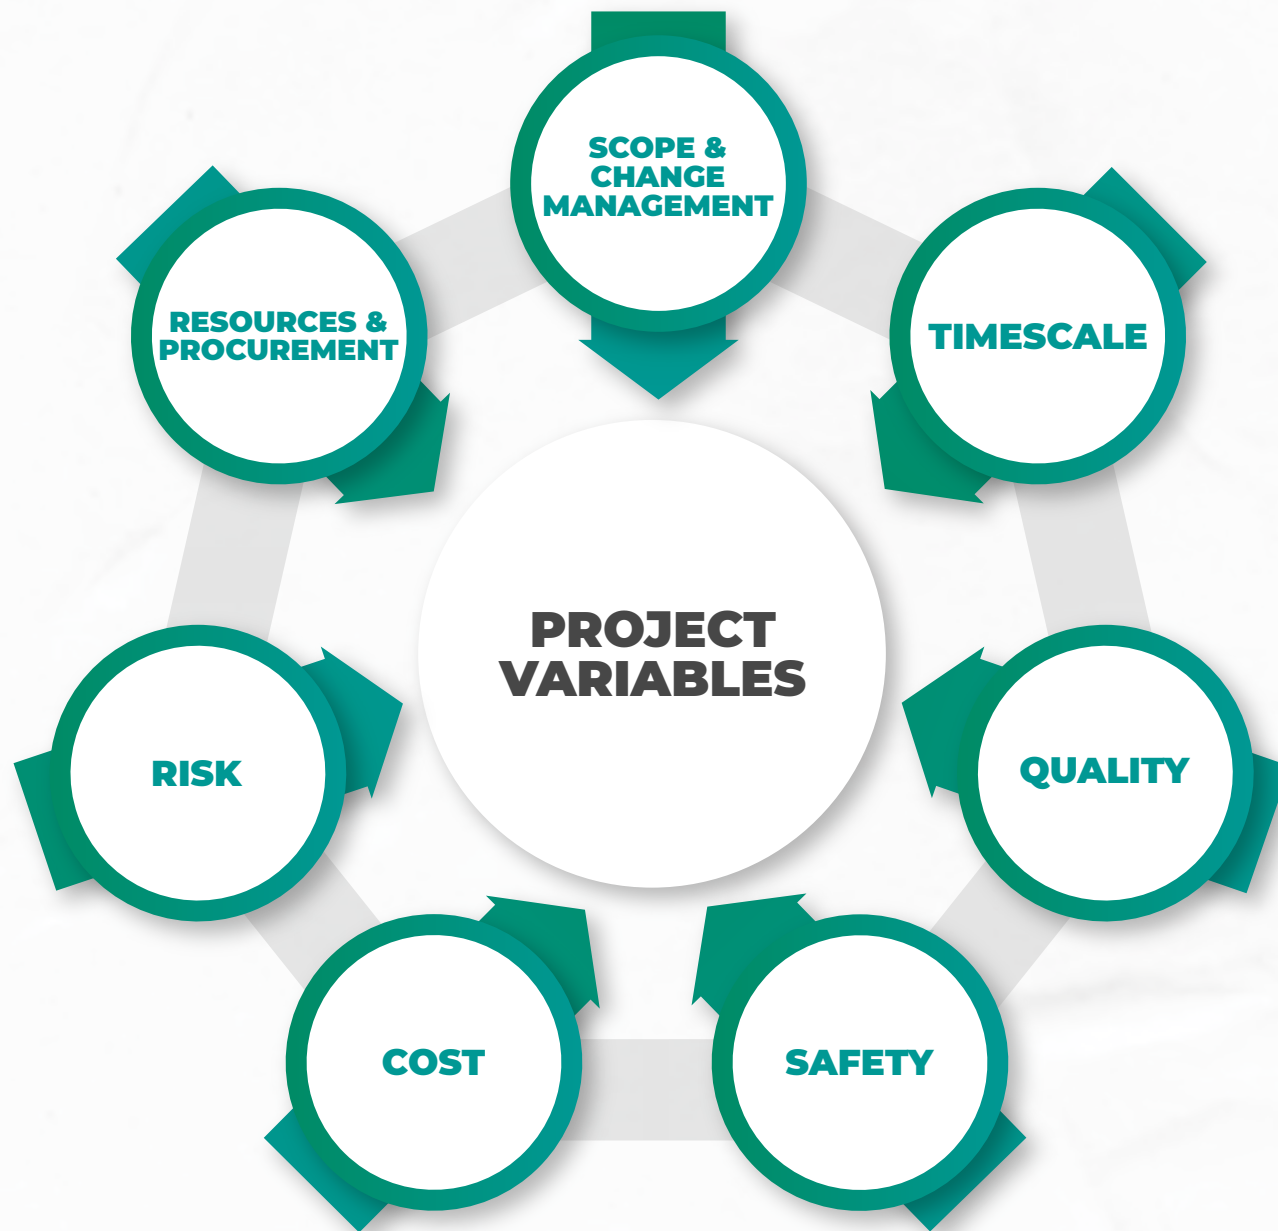 SCOPE &
CHANGE
MANAGEMENT
TIMESCALE
QUALITY
SAFETY
COST
RISK
RESOURCES &
PROCUREMENT
PROJECT
VARIABLES